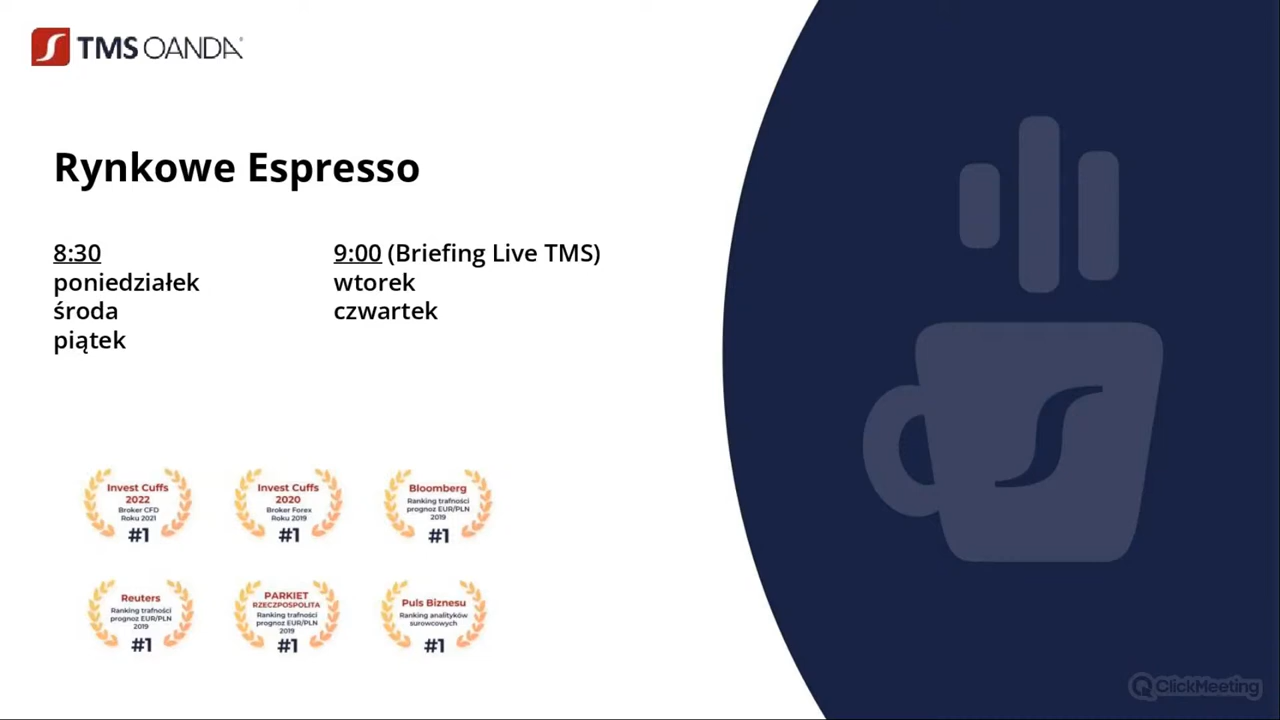 TMS OANDA
Rynkowe Espresso
8:30
poniedziałek
środa
piątek
9:00 (Briefing Live TMS)
wtorek
czwartek
Invest Cuffs
2022
Broker CFD
Roku 2021
#1
Invest Cuffs
2020
Broker Forex
Roku 2019
#1
Bloomberg
Ranking trafności
prognoz EUR/PLN
2019
#1
Reuters
Ranking trafności
prognoz EUR/PLN
2019
#1
PARKIET
RZECZPOSPOLITA
Ranking trafności
prognoz EUR/PLN
2019
#1
Puls Biznesu
Ranking analityków
surowcowych
#1
ClickMeeting